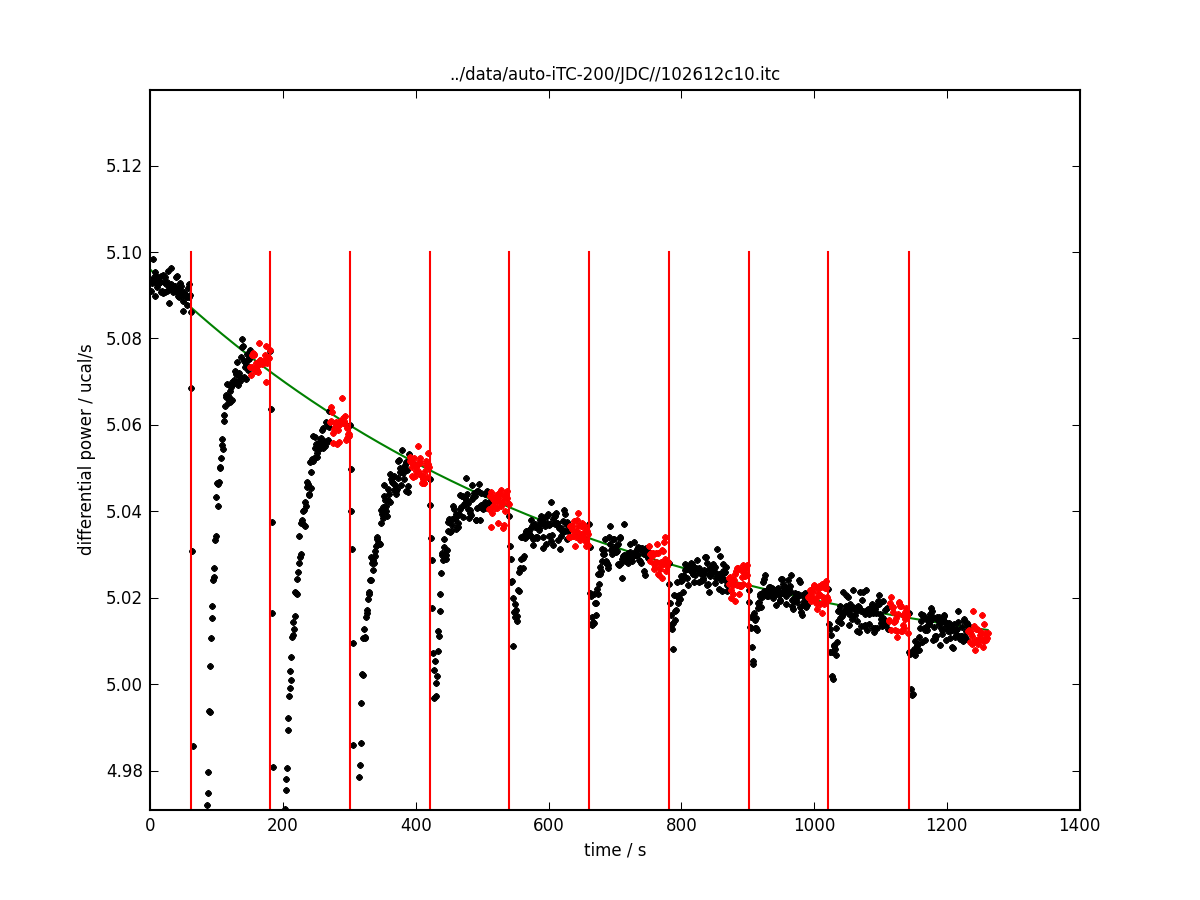 ../data/auto-iTC-200/JDC//102612c10.itc
differential power / ucal/s
5.12
5.10
5.08
5.06
5.04
5.02
5.00
4.98
0 200 400 600 800 1000 1200 1400
time / s